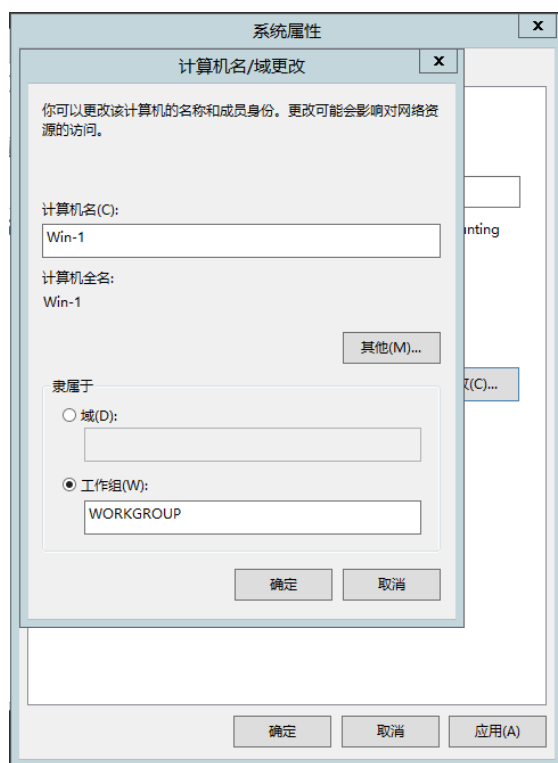 系统属性
x
计算机名/域更改
x
你可以更改该计算机的名称和成员身份。更改可能会影响对网络资
源的访问。
计算机名(C):
Win-1
unting
计算机全名:
Win-1
其他(M)...
(C)...
隶属于
域(D):
工作组(W):
WORKGROUP
确定
取消
确定
取消
应用(A)